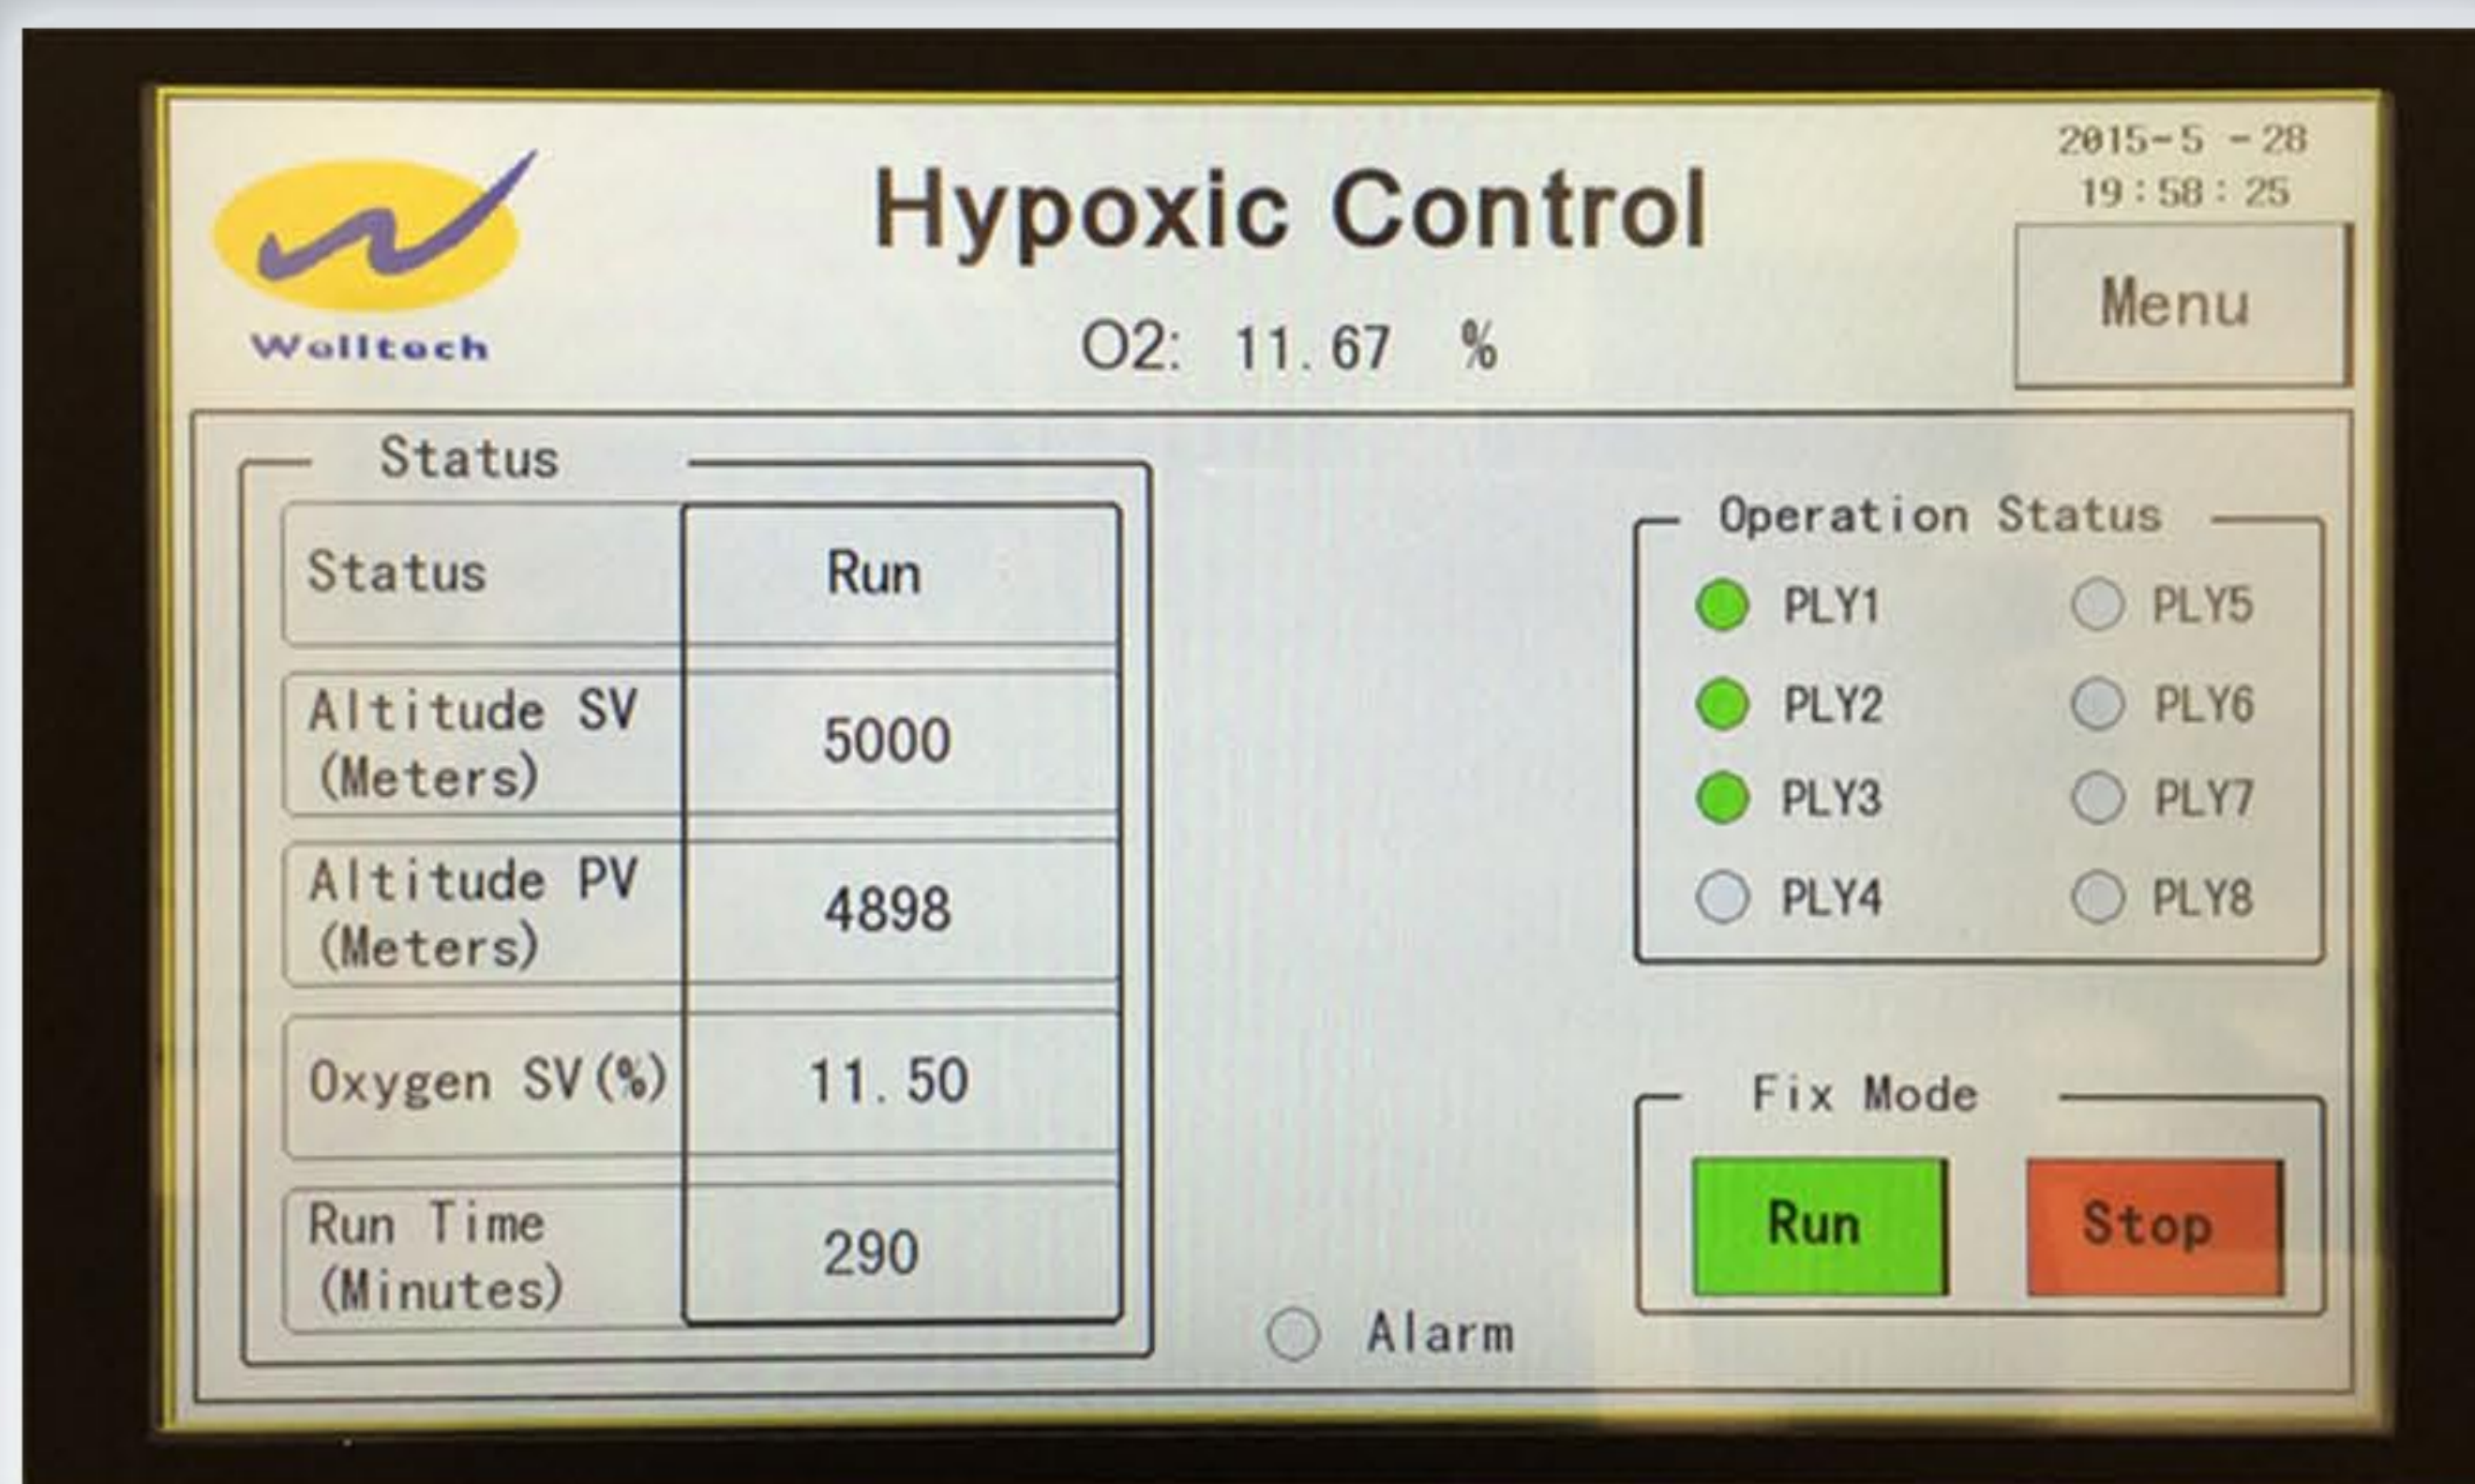 2015-5 -28
19:58:25
Hypoxic Control
Menu
Walltech
O2: 11.67 %
Status
Status Run
Altitude SV
(Meters) 5000
Altitude PV
(Meters) 4898
Oxygen SV(%) 11.50
Run Time
(Minutes) 290
Operation Status
PLY1 PLY5
PLY2 PLY6
PLY3 PLY7
PLY4 PLY8
Fix Mode
Run Stop
Alarm